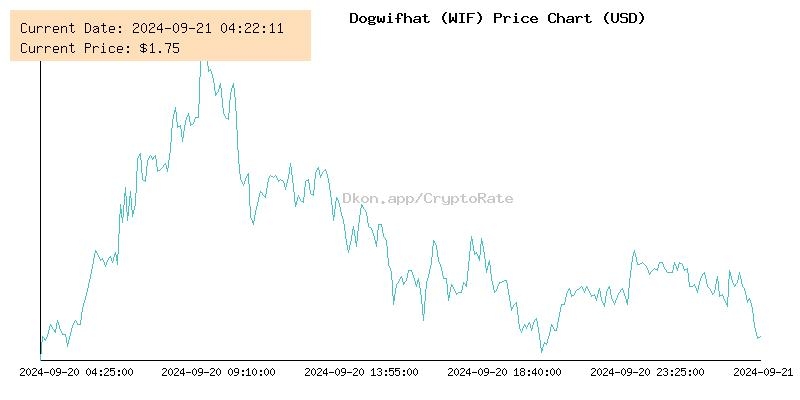 Dogwifhat (WIF) Price Chart (USD)
Current Date: 2024-09-21 04:22:11
Current Price: $1.75
Dkon.app/CryptoRate
2024-09-20 04:25:00 2024-09-20 09:10:00 2024-09-20 13:55:00 2024-09-20 18:40:00 2024-09-20 23:25:00 2024-09-21